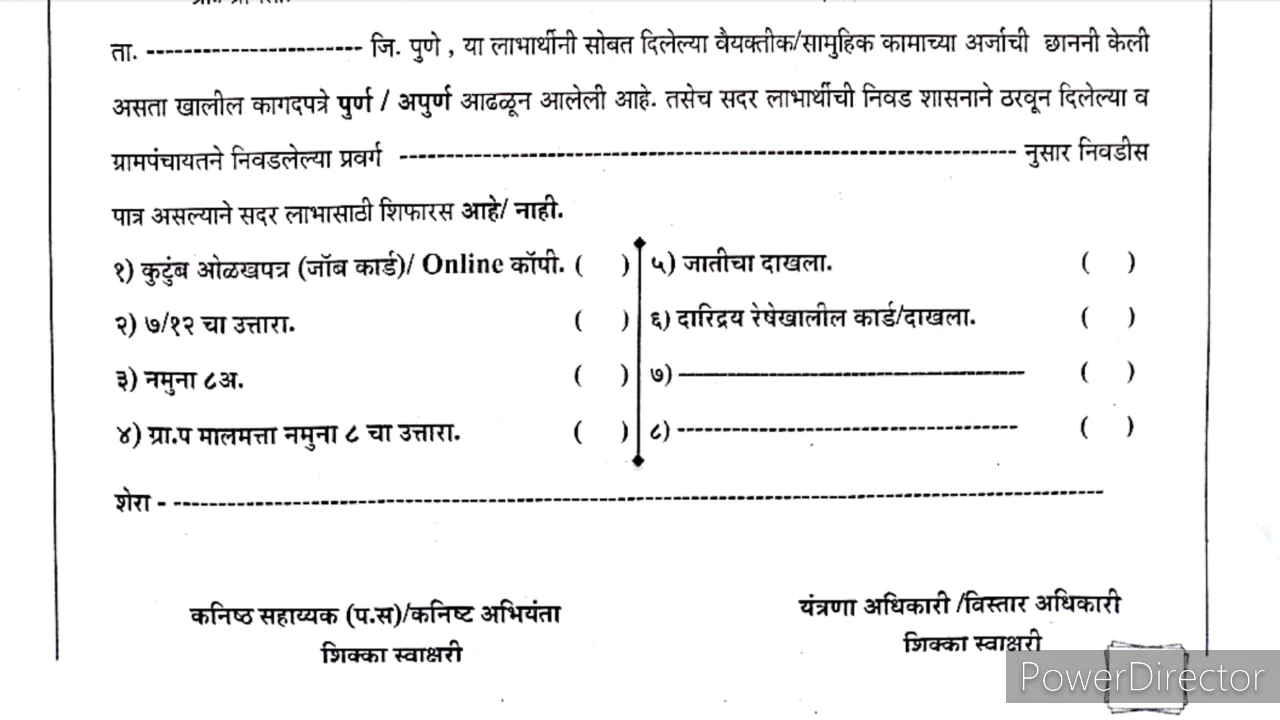 ता. ----------------------- जि. पुणे , या लाभार्थीनी सोबत दिलेल्या वैयक्तीक/सामुहिक कामाच्या अर्जाची छाननी केली
असता खालील कागदपत्रे पुर्ण / अपुर्ण आढळून आलेली आहे. तसेच सदर लाभार्थीची निवड शासनाने ठरवून दिलेल्या व
ग्रामपंचायतने निवडलेल्या प्रवर्ग ------------------------------------------------------------------ नुसार निवडीस
पात्र असल्याने सदर लाभासाठी शिफारस आहे/ नाही.
१) कुटुंब ओळखपत्र (जॉब कार्ड)/ Online कॉपी. ( )
२) ७/१२ चा उत्तारा. ( )
३) नमुना ८अ. ( )
४) ग्रा.प मालमत्ता नमुना ८ चा उत्तारा. ( )
५) जातीचा दाखला. ( )
६) दारिद्रय रेषेखालील कार्ड/दाखला. ( )
७) ------------------------------------- ( )
८) ------------------------------------- ( )
शेरा - ----------------------------------------------------------------------------------------------------
कनिष्ठ सहाय्यक (प.स)/कनिष्ट अभियंता
शिक्का स्वाक्षरी
यंत्रणा अधिकारी /विस्तार अधिकारी
शिक्का स्वाक्षरी
PowerDirector